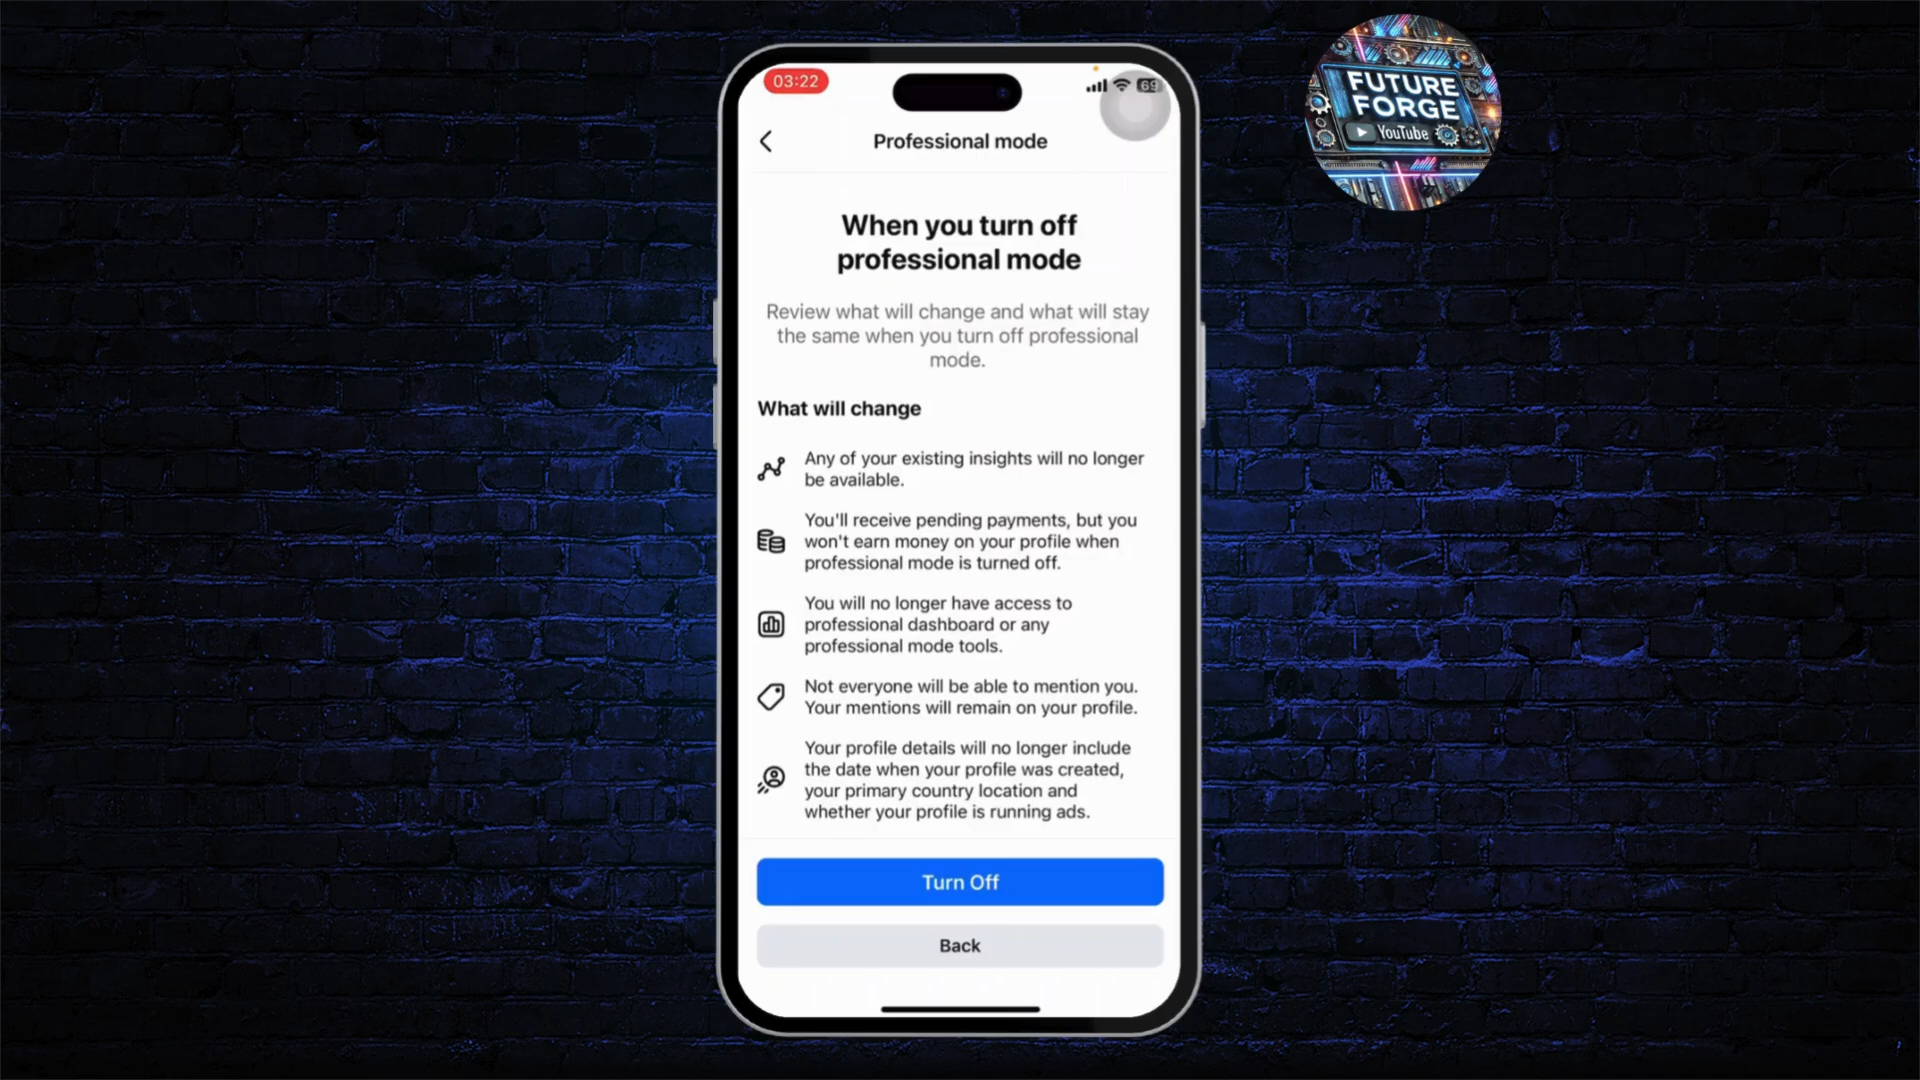 FUTURE
FORGE
YouTube
03:22
69
Professional mode
When you turn off
professional mode
Review what will change and what will stay
the same when you turn off professional
mode.
What will change
Any of your existing insights will no longer
be available.
You'll receive pending payments, but you
won't earn money on your profile when
professional mode is turned off.
You will no longer have access to
professional dashboard or any
professional mode tools.
Not everyone will be able to mention you.
Your mentions will remain on your profile.
Your profile details will no longer include
the date when your profile was created,
your primary country location and
whether your profile is running ads.
Turn Off
Back